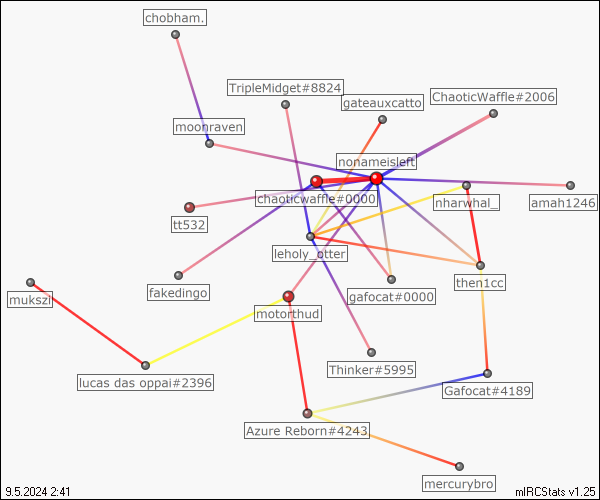 chobham.
TripleMidget#8824
gateauxcatto
ChaoticWaffle#2006
moonraven
nonameisleft
chaoticwaffle#0000
nharwhal_
amah1246
tt532
leholy_otter
fakedingo
gafocat#0000
then1cc
mukszi
motorthud
Thinker#5995
lucas das oppai#2396
Gafocat#4189
Azure Reborn#4243
mercurybro
9.5.2024 2:41
mIRCStats v1.25